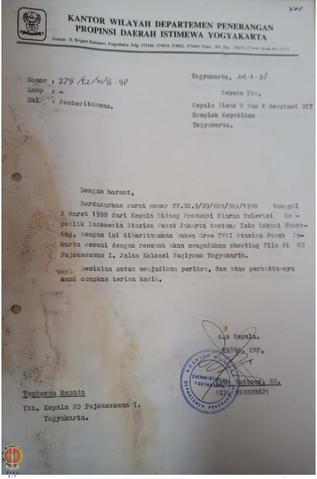 KANTOR WILAYAH DEPARTEMEN PENERANGAN
PROPINSI DAERAH ISTIMEWA YOGYAKARTA
Nomor :
Lamp : -
Hal : Pemberitahuan.
Yogyakarta,
Kepada Yth,
Kepala Dinas P dan K Propinsi DIY
Komplek Kepatihan
Yogyakarta.
Dengan hormat,
Berdasarkan surat nomor tanggal
3 Maret 1998 dari Kepala Bidang Produksi Siaran Televisi Re-
publik Indonesia Stasiun Pusat Jakarta tentang Izin Lokasi Shoot-
ing, dengan ini diberitahukan bahwa Crew TVRI Stasiun Pusat Ja-
karta sesuai dengan rencana akan mengadakan shooting film di SD
Pujokusuman I, Jalan Kolonel Sugiyono Yogyakarta.
Demikian untuk menjadikan periksa, dan atas perhatiannya
kami ucapkan terima kasih.
a.n Kepala.
Tembusan Kepada
Yth. Kepala SD Pujokusuman I.
Yogyakarta.